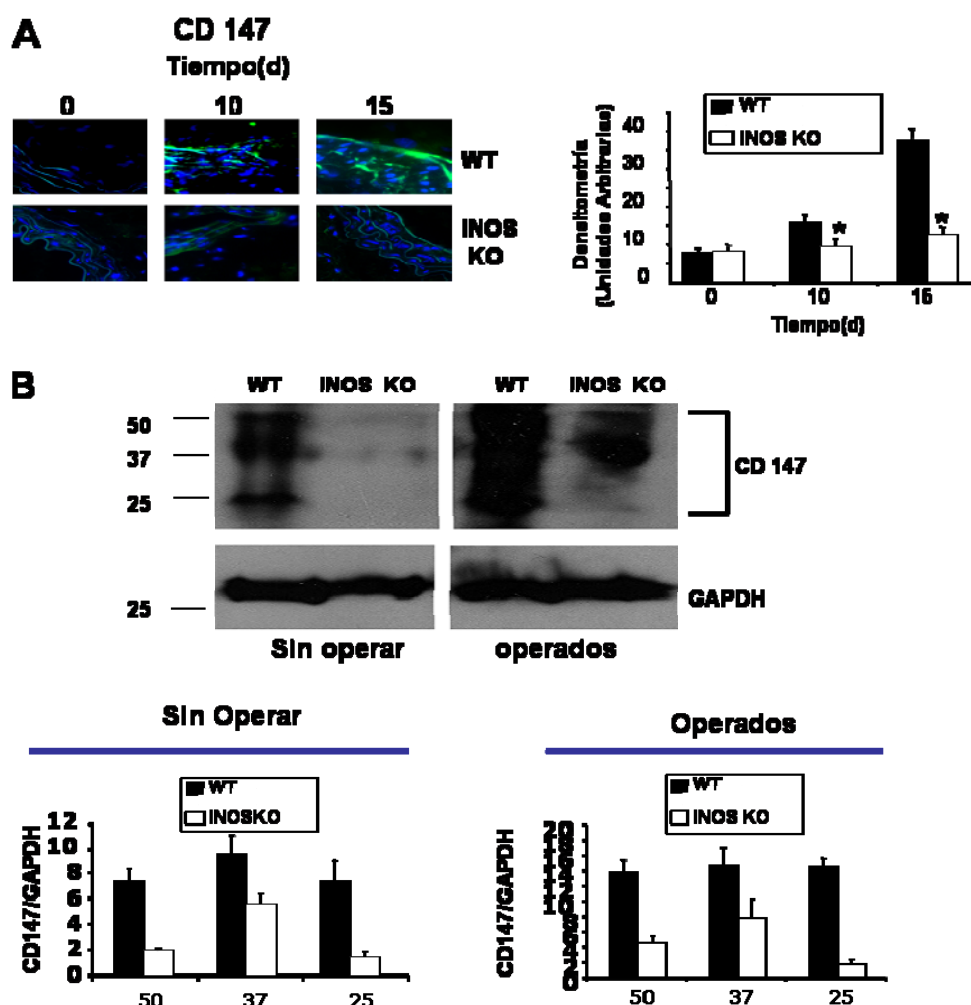 A
CD 147
Tiempo(d)
0 10 15
WT
INOS KO
WT
INOS KO
Densitometría (Unidades Arbitrarias)
40
30
20
10
0
*
*
0 10 15
Tiempo(d)
B
WT INOS KO WT INOS KO
50
37
25
CD 147
25
GAPDH
Sin operar operados
Sin Operar
WT
INOSKO
CD147/GAPDH
12
10
8
6
4
2
0
50 37 25
Operados
WT
INOS KO
CD147/GAPDH
50 37 25